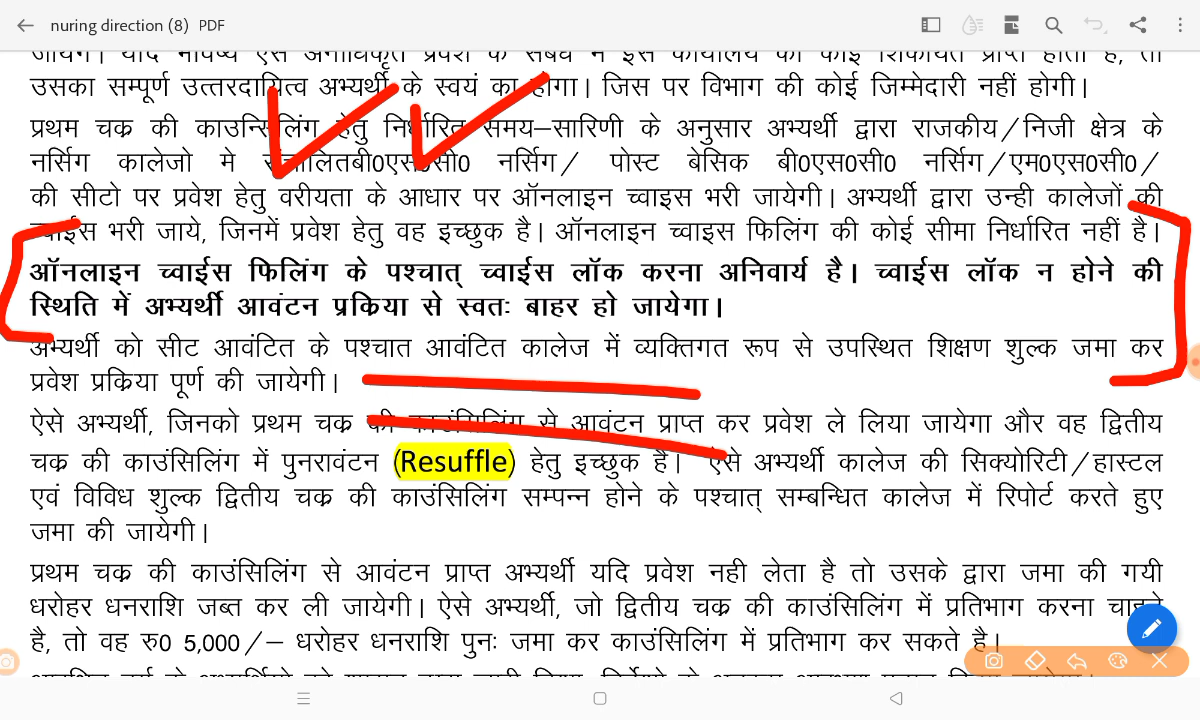 nuring direction (8) PDF
उसका सम्पूर्ण उत्तरदायित्व अभ्यर्थी के स्वयं का होगा। जिस पर विभाग की कोई जिम्मेदारी नहीं होगी।
प्रथम चक्र की काउन्सिलिंग हेतु निर्धारित समय–सारिणी के अनुसार अभ्यर्थी द्वारा राजकीय/निजी क्षेत्र के
नर्सिग कालेजो मे संचालितबी0एस0सी0 नर्सिग/ पोस्ट बेसिक बी0एस0सी0 नर्सिग/एम0एस0सी0/
की सीटो पर प्रवेश हेतु वरीयता के आधार पर ऑनलाइन च्वाइस भरी जायेगी। अभ्यर्थी द्वारा उन्ही कालेजों की
च्वाईस भरी जाये, जिनमें प्रवेश हेतु वह इच्छुक है। ऑनलाइन च्वाइस फिलिंग की कोई सीमा निर्धारित नहीं है।
ऑनलाइन च्वाईस फिलिंग के पश्चात् च्वाईस लॉक करना अनिवार्य है। च्वाईस लॉक न होने की
स्थिति में अभ्यर्थी आवंटन प्रक्रिया से स्वतः बाहर हो जायेगा।
अभ्यर्थी को सीट आवंटित के पश्चात आवंटित कालेज में व्यक्तिगत रूप से उपस्थित शिक्षण शुल्क जमा कर
प्रवेश प्रक्रिया पूर्ण की जायेगी।
ऐसे अभ्यर्थी, जिनको प्रथम चक्र की काउंसिलिंग से आवंटन प्राप्त कर प्रवेश ले लिया जायेगा और वह द्वितीय
चक्र की काउंसिलिंग में पुनरावंटन (Resuffle) हेतु इच्छुक है। ऐसे अभ्यर्थी कालेज की सिक्योरिटी/हास्टल
एवं विविध शुल्क द्वितीय चक्र की काउंसिलिंग सम्पन्न होने के पश्चात् सम्बन्धित कालेज में रिपोर्ट करते हुए
जमा की जायेगी।
प्रथम चक्र की काउंसिलिंग से आवंटन प्राप्त अभ्यर्थी यदि प्रवेश नही लेता है तो उसके द्वारा जमा की गयी
धरोहर धनराशि जब्त कर ली जायेगी। ऐसे अभ्यर्थी, जो द्वितीय चक्र की काउंसिलिंग में प्रतिभाग करना चाहते
है, तो वह रु0 5,000/– धरोहर धनराशि पुनः जमा कर काउंसिलिंग में प्रतिभाग कर सकते है।